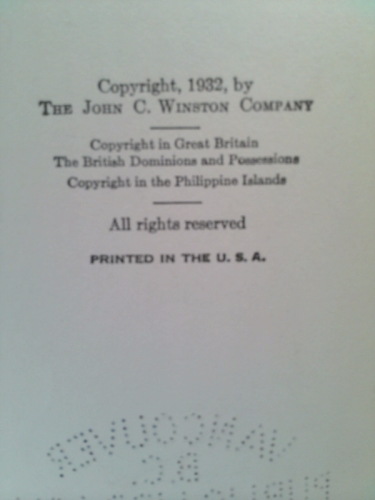 Copyright, 1932, by
THE JOHN C. WINSTON COMPANY
Copyright in Great Britain
The British Dominions and Possessions
Copyright in the Philippine Islands
All rights reserved
PRINTED IN THE U. S. A.
VANCOUVER
B.C.